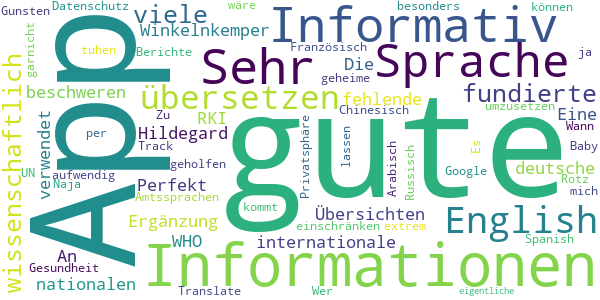 Gunsten
Datenschutz
wäre
besonders
können
viele
Informativ
garnicht
tuhen
Berichte
Winkelnkemper
Französisch
Die
ja
Sehr
Sprache
geheime
beschweren
übersetzen
fehlende
fundierte
wissenschaftlich
App
gute
verwendet
Zu
RKI
Chinesisch
umzusetzen
Eine
per
Hildegard
Wann
Track
Privatsphäre
lassen
Arabisch
Russisch
Es
Baby
UN
aufwendig
geholfen
Google
deutsche
Naja
Perfekt
Rotz
mich
Amtssprachen
kommt
Übersichten
English
Ergänzung
einschränken
extrem
An
WHO
internationale
Spanish
Gesundheit
Informationen
nationalen
Translate
Wer
eigentliche